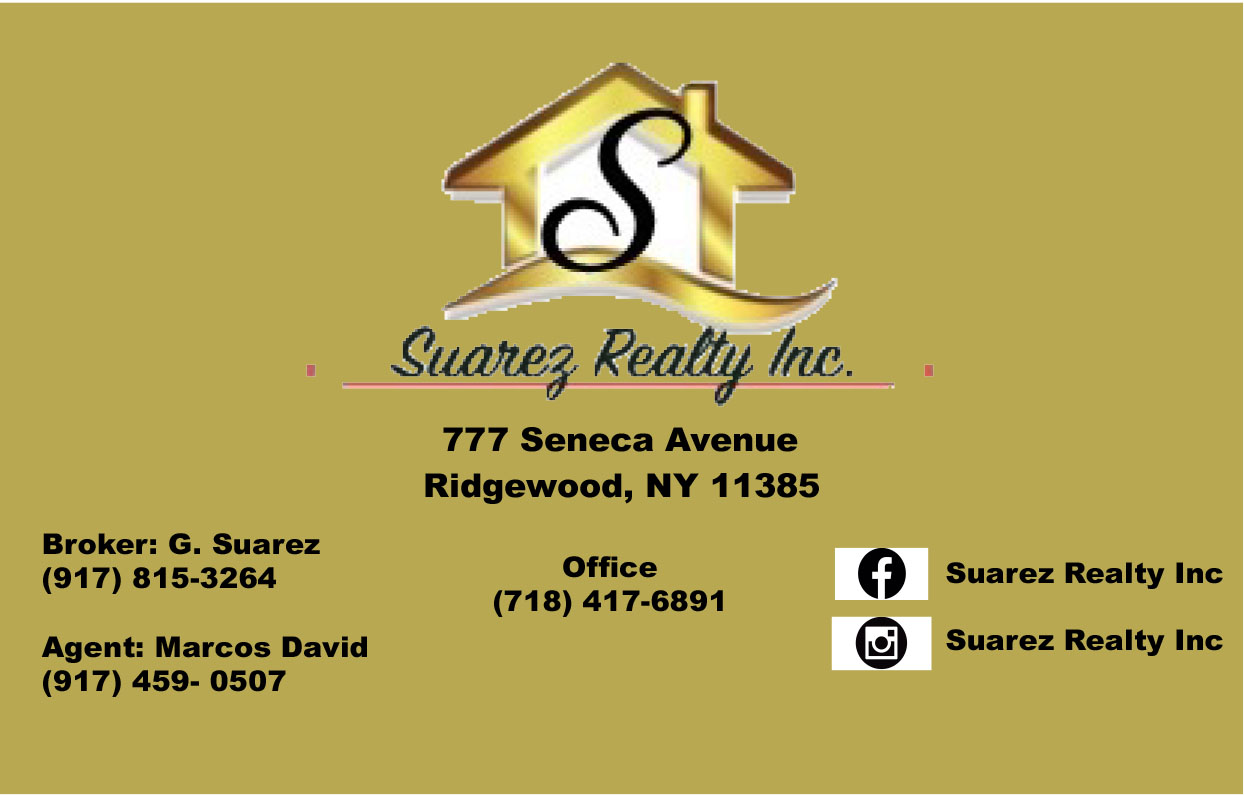 S
Suarez Realty Inc.
777 Seneca Avenue
Ridgewood, NY 11385
Broker: G. Suarez
(917) 815-3264
Agent: Marcos David
(917) 459- 0507
Office
(718) 417-6891
Suarez Realty Inc
Suarez Realty Inc